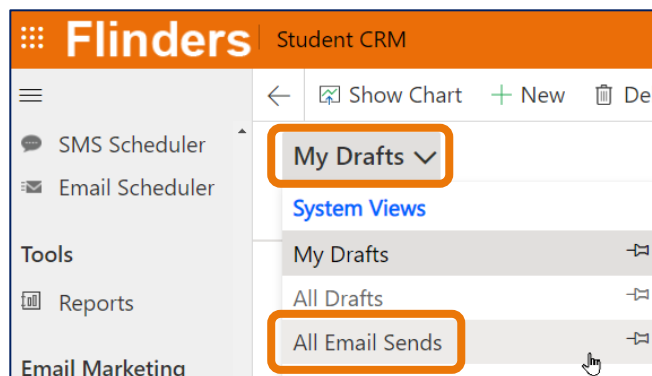 Flinders Student CRM
Show Chart New De
SMS Scheduler
Email Scheduler
Tools
Reports
Email Marketing
My Drafts
System Views
My Drafts
All Drafts
All Email Sends